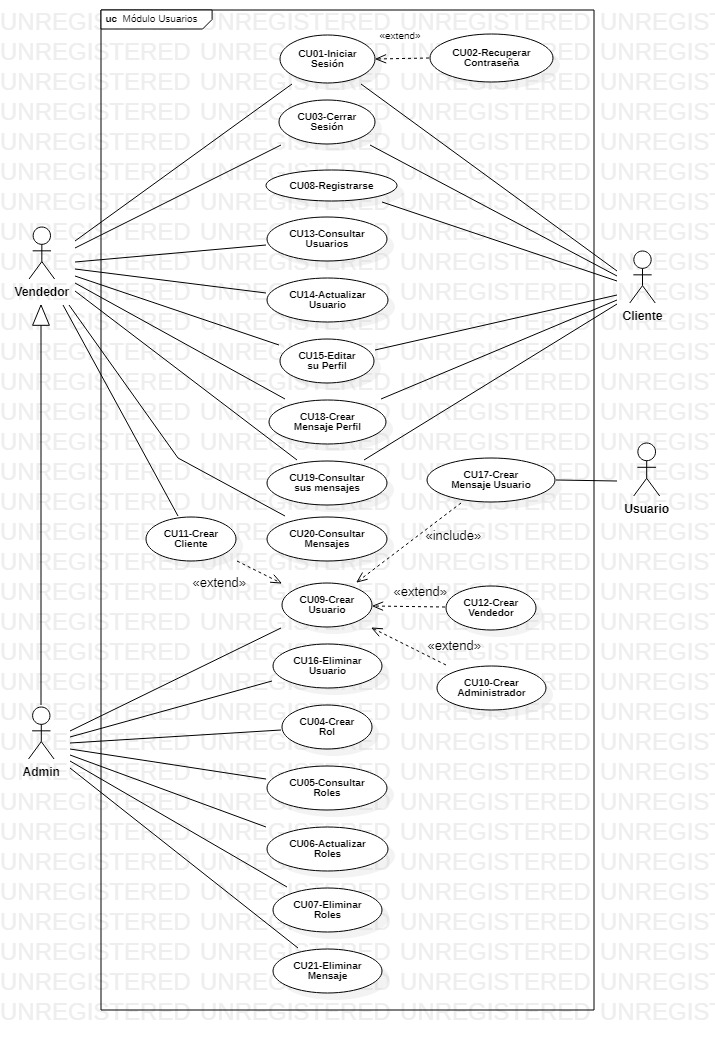 uc Módulo Usuarios
«extend»
CU01-Iniciar
Sesión
CU02-Recuperar
Contraseña
CU03-Cerrar
Sesión
CU08-Registrarse
CU13-Consultar
Usuarios
Vendedor
CU14-Actualizar
Usuario
Cliente
CU15-Editar
su Perfil
CU18-Crear
Mensaje Perfil
CU19-Consultar
sus mensajes
CU17-Crear
Mensaje Usuario
Usuario
CU11-Crear
Cliente
CU20-Consultar
Mensajes
«include»
«extend»
CU09-Crear
Usuario
«extend»
CU12-Crear
Vendedor
«extend»
CU16-Eliminar
Usuario
CU10-Crear
Administrador
CU04-Crear
Rol
Admin
CU05-Consultar
Roles
CU06-Actualizar
Roles
CU07-Eliminar
Roles
CU21-Eliminar
Mensaje
UNREGISTERED